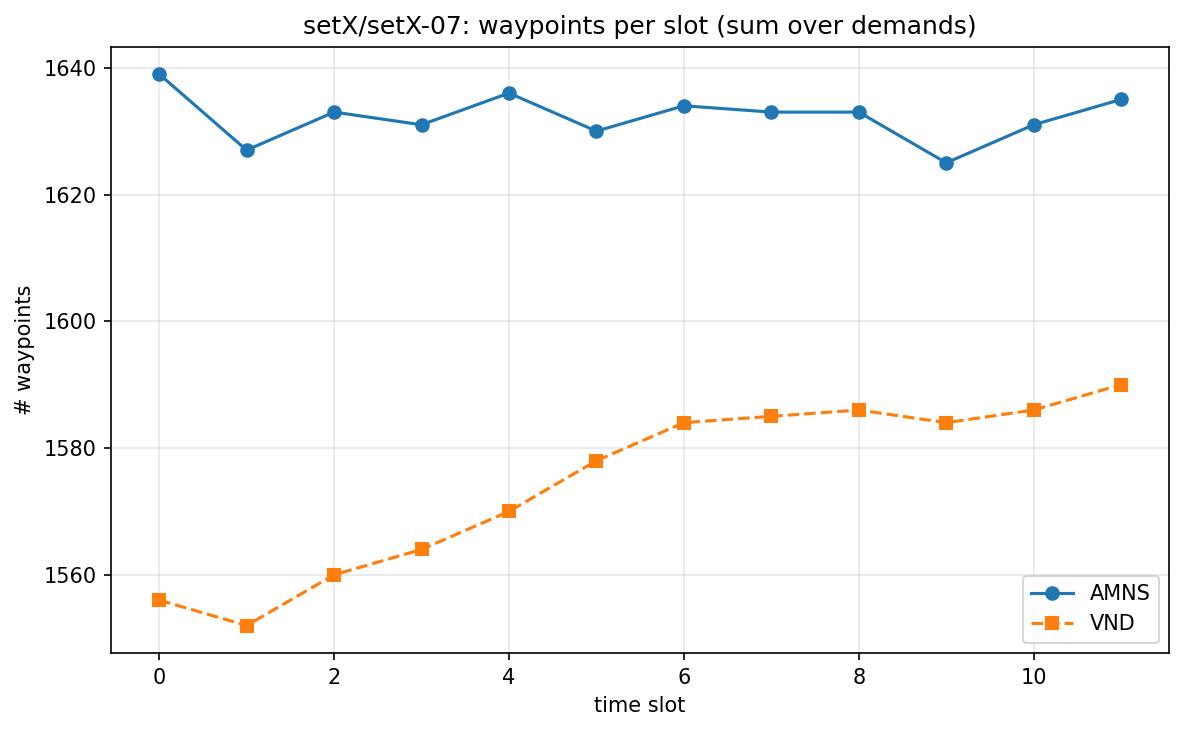 setX/setX-07: waypoints per slot (sum over demands)
# waypoints
1640
1620
1600
1580
1560
0 2 4 6 8 10
time slot
AMNS
VND